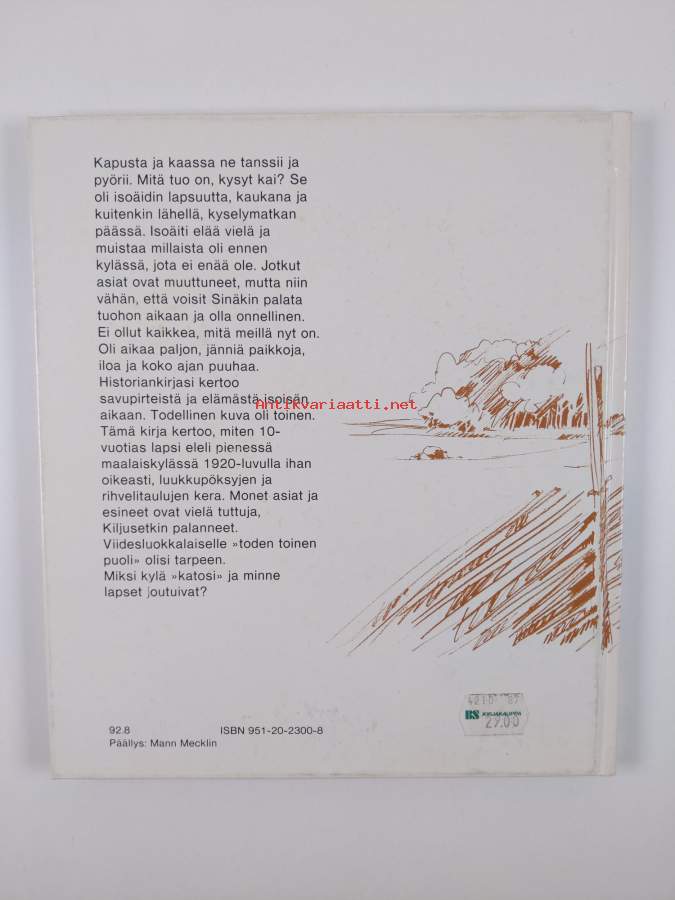 Kapusta ja kaassa ne tanssii ja
pyörii. Mitä tuo on, kysyt kai? Se
oli isoäidin lapsuutta, kaukana ja
kuitenkin lähellä, kyselymatkan
päässä. Isoäiti elää vielä ja
muistaa millaista oli ennen
kylässä, jota ei enää ole. Jotkut
asiat ovat muuttuneet, mutta niin
vähän, että voisit Sinäkin palata
tuohon aikaan ja olla onnellinen.
Ei ollut kaikkea, mitä meillä nyt on.
Oli aikaa paljon, jänniä paikkoja,
iloa ja koko ajan puuhaa.
Historiankirjasi kertoo
savupirteistä ja elämästä isoisän
aikaan. Todellinen kuva oli toinen.
Tämä kirja kertoo, miten 10-
vuotias lapsi eleli pienessä
maalaiskylässä 1920-luvulla ihan
oikeasti, luukkupöksyjen ja
rihvelitaulujen kera. Monet asiat ja
esineet ovat vielä tuttuja,
Kiljusetkin palanneet.
Viidesluokkalaiselle »toden toinen
puoli» olisi tarpeen.
Miksi kylä »katosi» ja minne
lapset joutuivat?
Antikvariaatti.net
92.8 ISBN 951-20-2300-8
Päällys: Mann Mecklin
4210 87
BS KIRJAKAUPPA
29.00